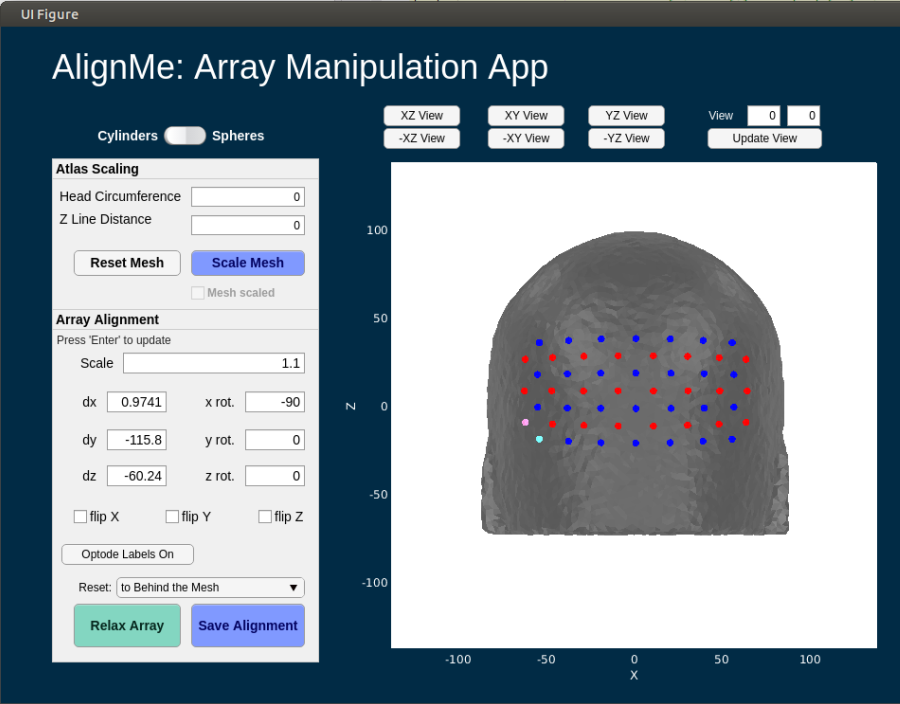 UI Figure
AlignMe: Array Manipulation App
Cylinders Spheres
XZ View XY View YZ View View 0 0
-XZ View -XY View -YZ View Update View
Atlas Scaling
Head Circumference 0
Z Line Distance 0
Reset Mesh Scale Mesh
Mesh scaled
Array Alignment
Press 'Enter' to update
Scale 1.1
dx 0.9741 x rot. -90
dy -115.8 y rot. 0
dz -60.24 z rot. 0
flip X flip Y flip Z
Optode Labels On
Reset: to Behind the Mesh
Relax Array Save Alignment
100
50
0
-50
-100
Z
-100 -50 0 50 100
X